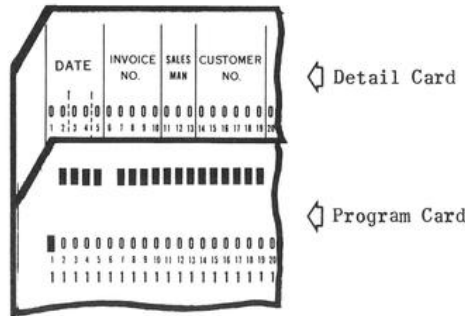 DATE INVOICE NO. SALES MAN CUSTOMER NO.
0 0 0 0 0 0 0 0 0 0 0 0 0 0 0 0 0 0 0 0
1 2 3 4 5 6 7 8 9 10 11 12 13 14 15 16 17 18 19 20
Detail Card
0 0 0 0 0 0 0 0 0 0 0 0 0 0 0 0 0 0 0
1 2 3 4 5 6 7 8 9 10 11 12 13 14 15 16 17 18 19 20
1 1 1 1 1 1 1 1 1 1 1 1 1 1 1 1 1 1 1 1
Program Card